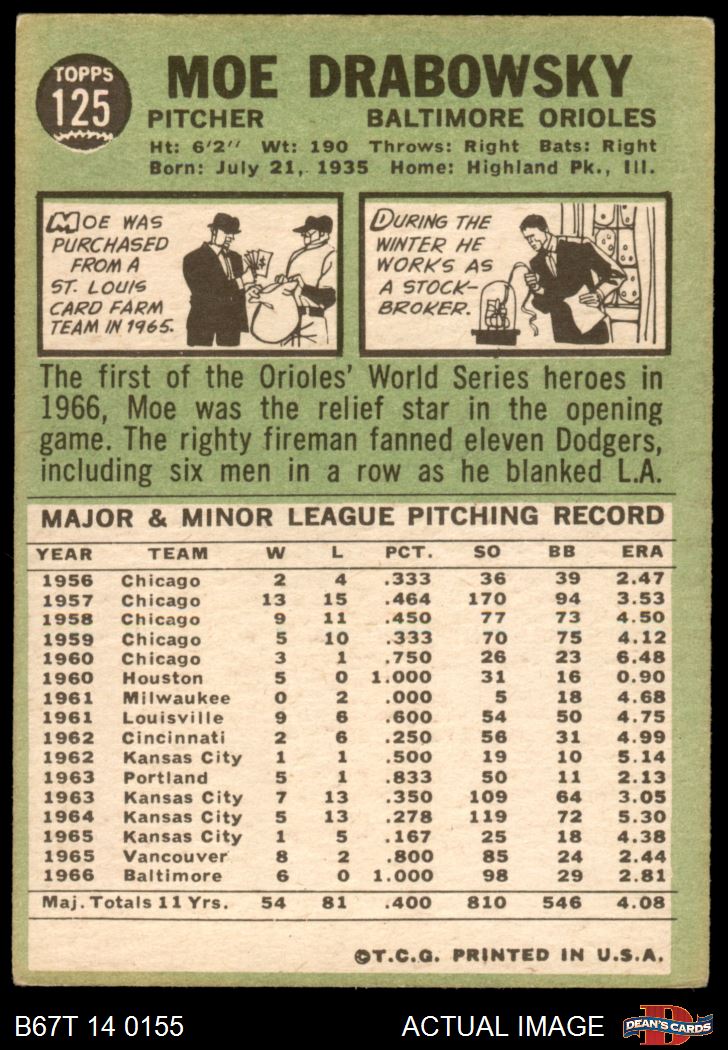 TOPPS
125
MOE DRABOWSKY
PITCHER BALTIMORE ORIOLES
Ht: 6'2" Wt: 190 Throws: Right Bats: Right
Born: July 21, 1935 Home: Highland Pk., Ill.
MOE WAS
PURCHASED
FROM A
ST. LOUIS
CARD FARM
TEAM IN 1965.
DURING THE
WINTER HE
WORKS AS
A STOCK-
BROKER.
The first of the Orioles' World Series heroes in
1966, Moe was the relief star in the opening
game. The righty fireman fanned eleven Dodgers,
including six men in a row as he blanked L.A.
MAJOR & MINOR LEAGUE PITCHING RECORD
YEAR TEAM W L PCT. SO BB ERA
1956 Chicago 2 4 .333 36 39 2.47
1957 Chicago 13 15 .464 170 94 3.53
1958 Chicago 9 11 .450 77 73 4.50
1959 Chicago 5 10 .333 70 75 4.12
1960 Chicago 3 1 .750 26 23 6.48
1960 Houston 5 0 1.000 31 16 0.90
1961 Milwaukee 0 2 .000 5 18 4.68
1961 Louisville 9 6 .600 54 50 4.75
1962 Cincinnati 2 6 .250 56 31 4.99
1962 Kansas City 1 1 .500 19 10 5.14
1963 Portland 5 1 .833 50 11 2.13
1963 Kansas City 7 13 .350 109 64 3.05
1964 Kansas City 5 13 .278 119 72 5.30
1965 Kansas City 1 5 .167 25 18 4.38
1965 Vancouver 8 2 .800 85 24 2.44
1966 Baltimore 6 0 1.000 98 29 2.81
Maj. Totals 11 Yrs. 54 81 .400 810 546 4.08
©T.C.G. PRINTED IN U.S.A.
B67T 14 0155 ACTUAL IMAGE
D
DEAN'S CARDS